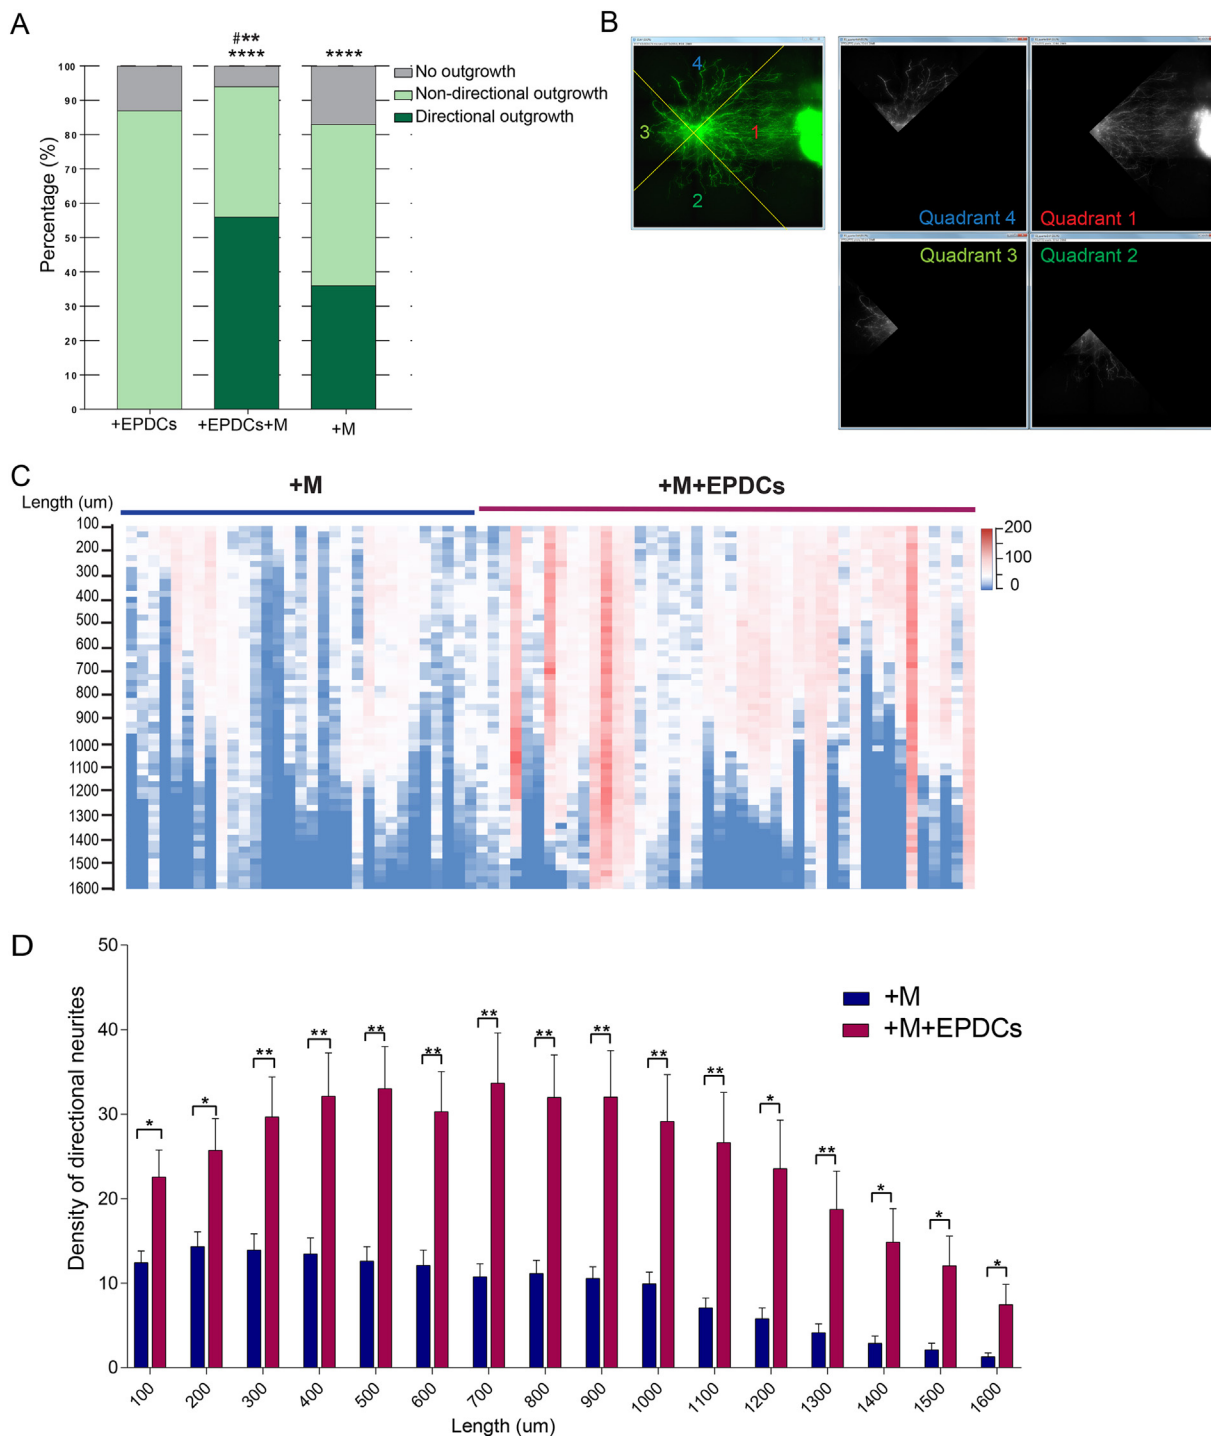 A
#**
**** ****
100
90
80
70
60
50
40
30
20
10
0
Percentage (%)
No outgrowth
Non-directional outgrowth
Directional outgrowth
+EPDCs +EPDCs+M +M
B
4
3 1
2
Quadrant 4 Quadrant 1
Quadrant 3 Quadrant 2
C
+M +M+EPDCs
Length (um)
100
200
300
400
500
600
700
800
900
1000
1100
1200
1300
1400
1500
1600
200
100
0
D
50
40
30
20
10
0
Density of directional neurites
+M
+M+EPDCs
* * ** ** ** ** ** ** ** ** ** * ** * * *
100 200 300 400 500 600 700 800 900 1000 1100 1200 1300 1400 1500 1600
Length (um)